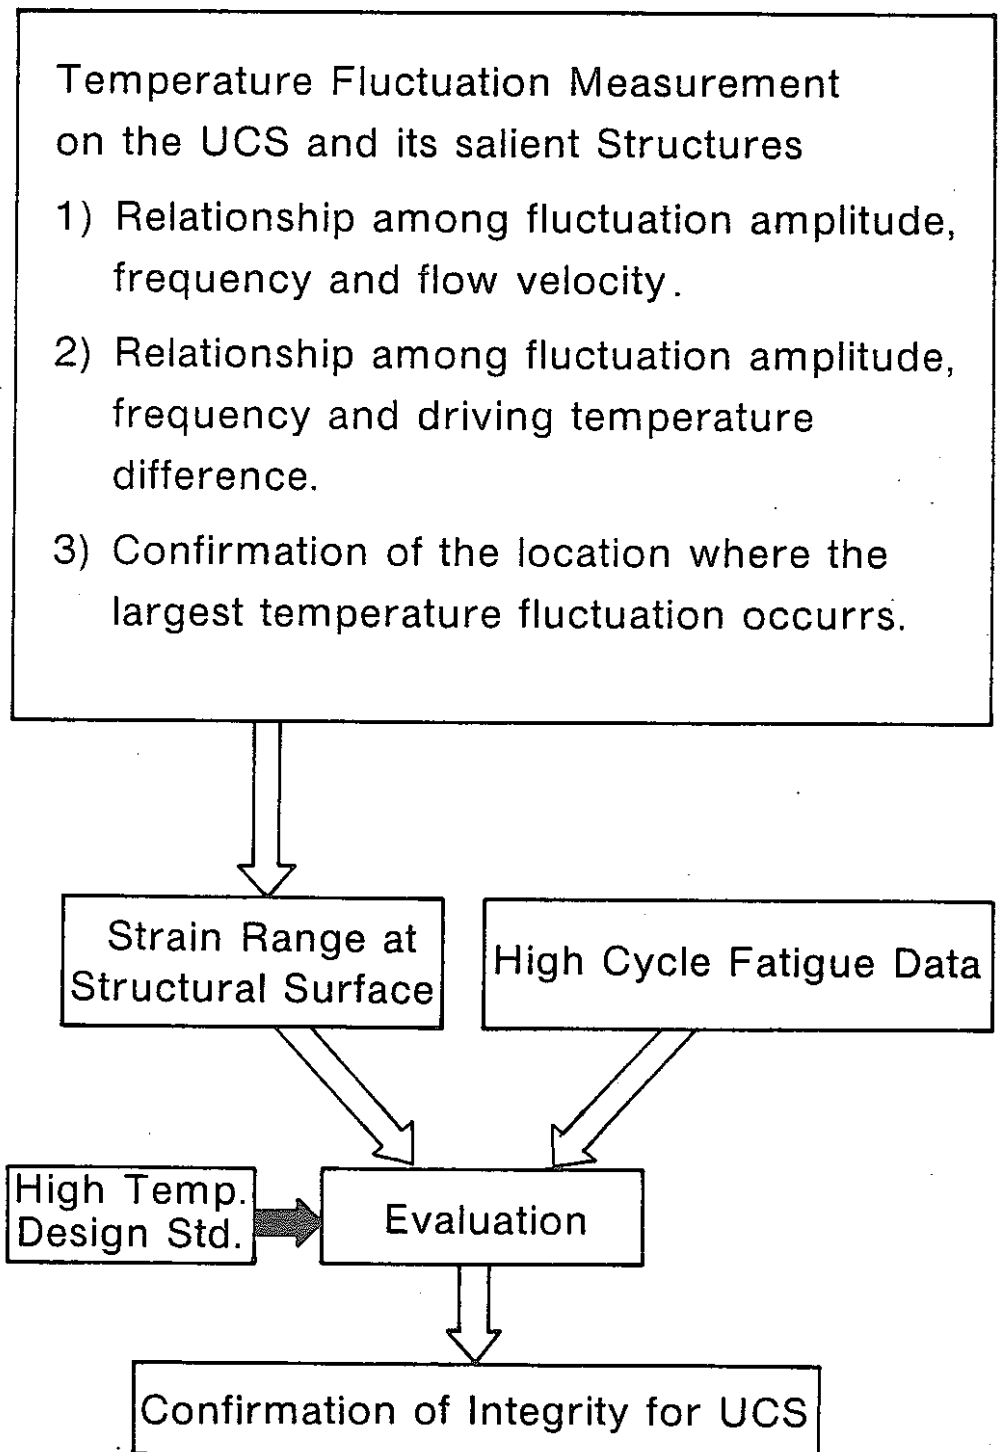 Temperature Fluctuation Measurement
on the UCS and its salient Structures
1) Relationship among fluctuation amplitude,
frequency and flow velocity.
2) Relationship among fluctuation amplitude,
frequency and driving temperature
difference.
3) Confirmation of the location where the
largest temperature fluctuation occurrs.
Strain Range at
Structural Surface
High Cycle Fatigue Data
High Temp.
Design Std.
Evaluation
Confirmation of Integrity for UCS